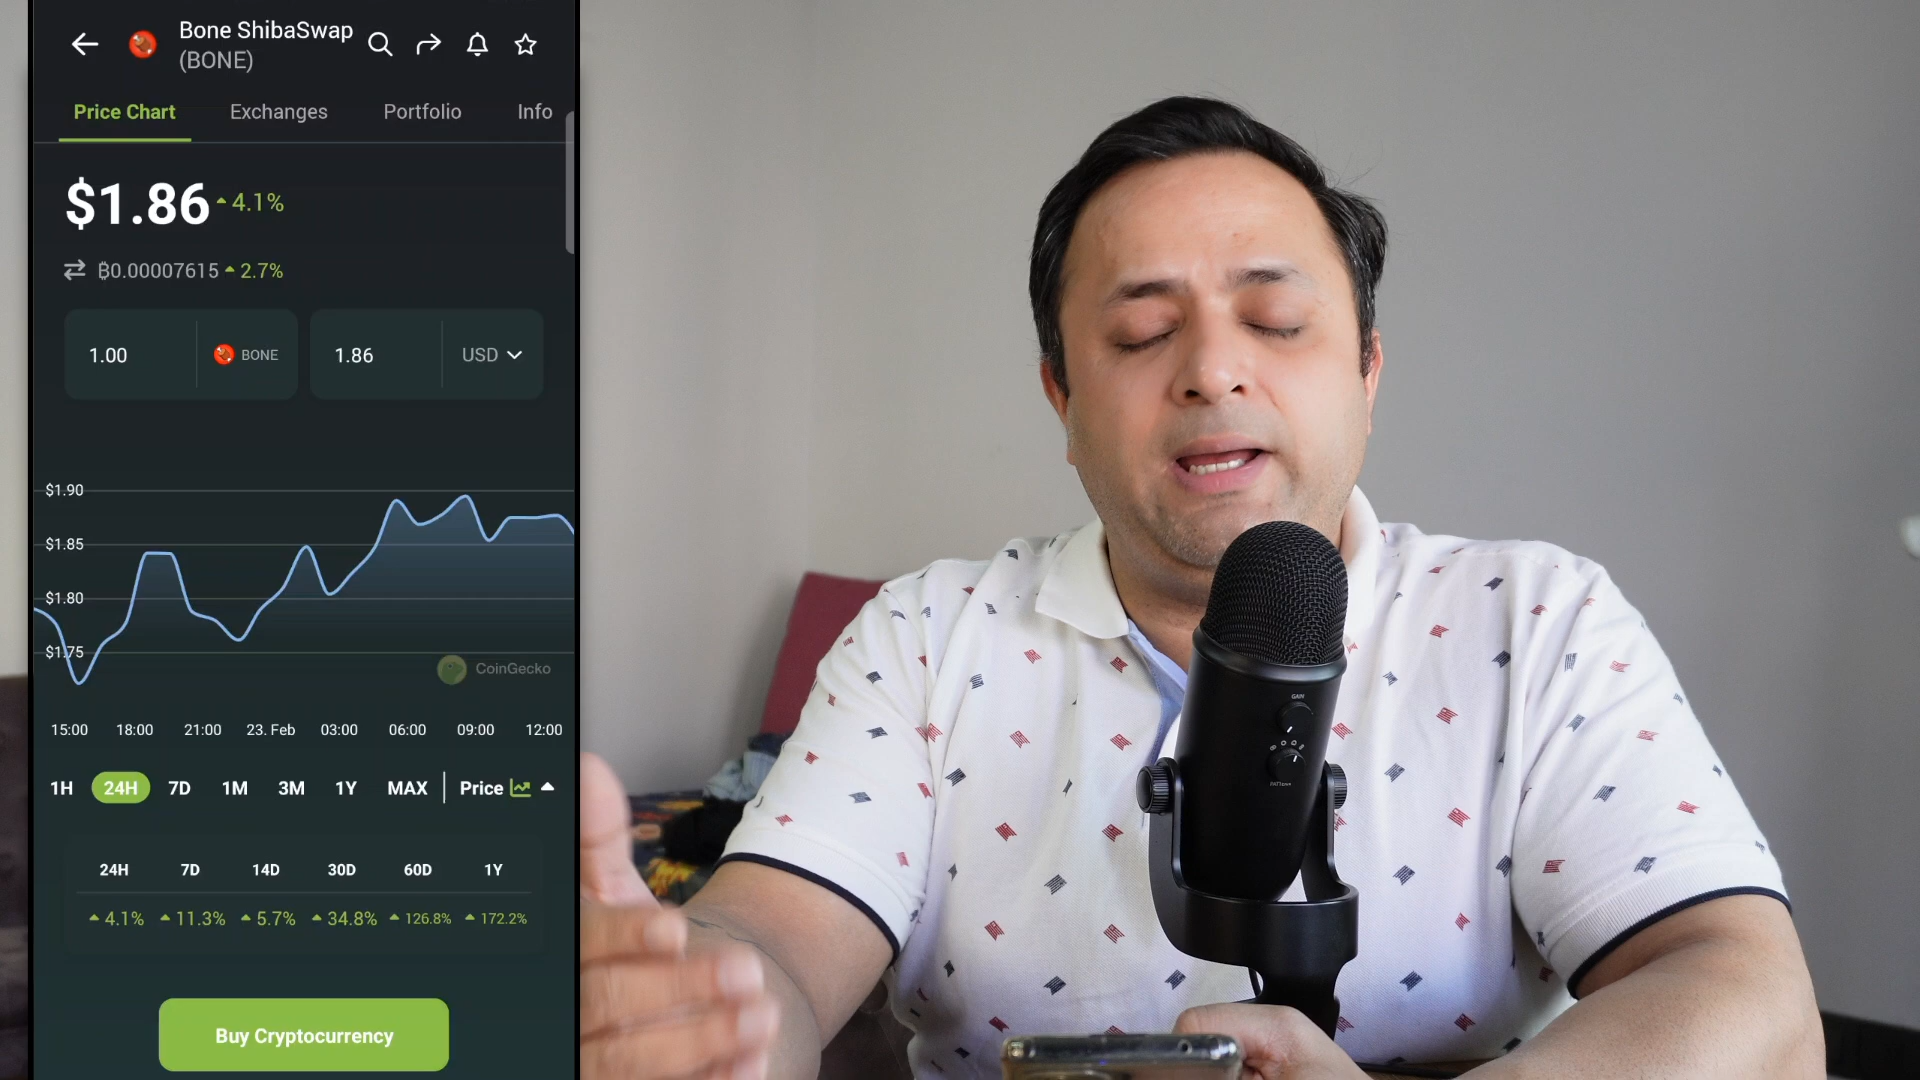 Bone ShibaSwap
(BONE)
Price Chart Exchanges Portfolio Info
$1.86 4.1%
₿0.00007615 2.7%
1.00 BONE 1.86 USD
$1.90
$1.85
$1.80
$1.75
CoinGecko
15:00 18:00 21:00 23. Feb 03:00 06:00 09:00 12:00
1H 24H 7D 1M 3M 1Y MAX Price
24H 7D 14D 30D 60D 1Y
4.1% 11.3% 5.7% 34.8% 126.8% 172.2%
Buy Cryptocurrency
GAIN
PATTERN